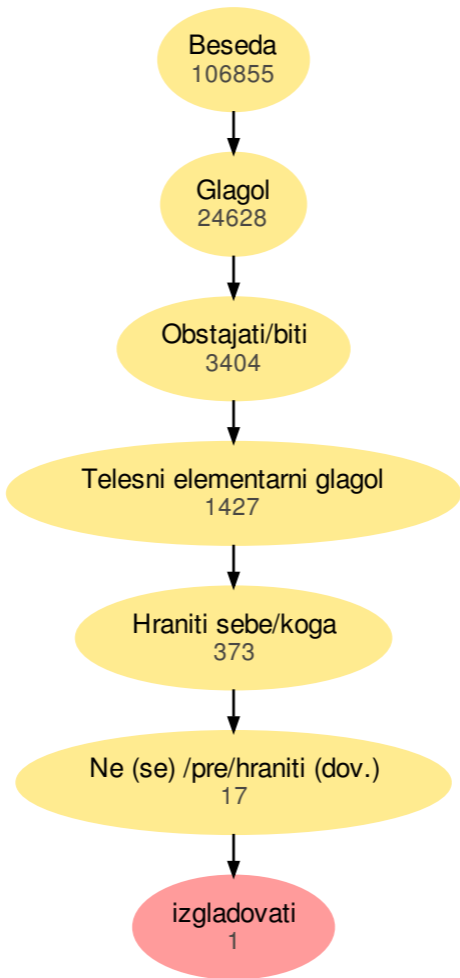 Beseda
106855
Glagol
24628
Obstajati/biti
3404
Telesni elementarni glagol
1427
Hraniti sebe/koga
373
Ne (se) /pre/hraniti (dov.)
17
izgladovati
1